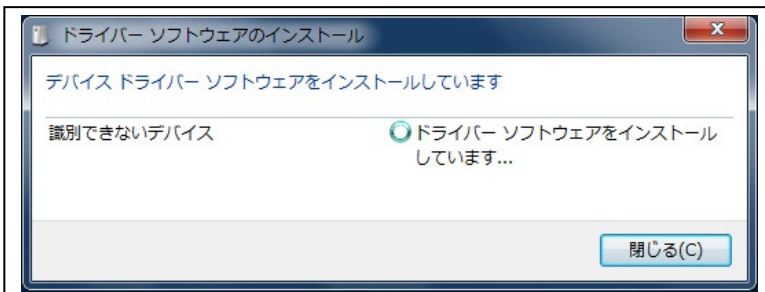 ドライバー ソフトウェアのインストール
デバイス ドライバー ソフトウェアをインストールしています
識別できないデバイス
ドライバー ソフトウェアをインストール
しています...
閉じる(C)